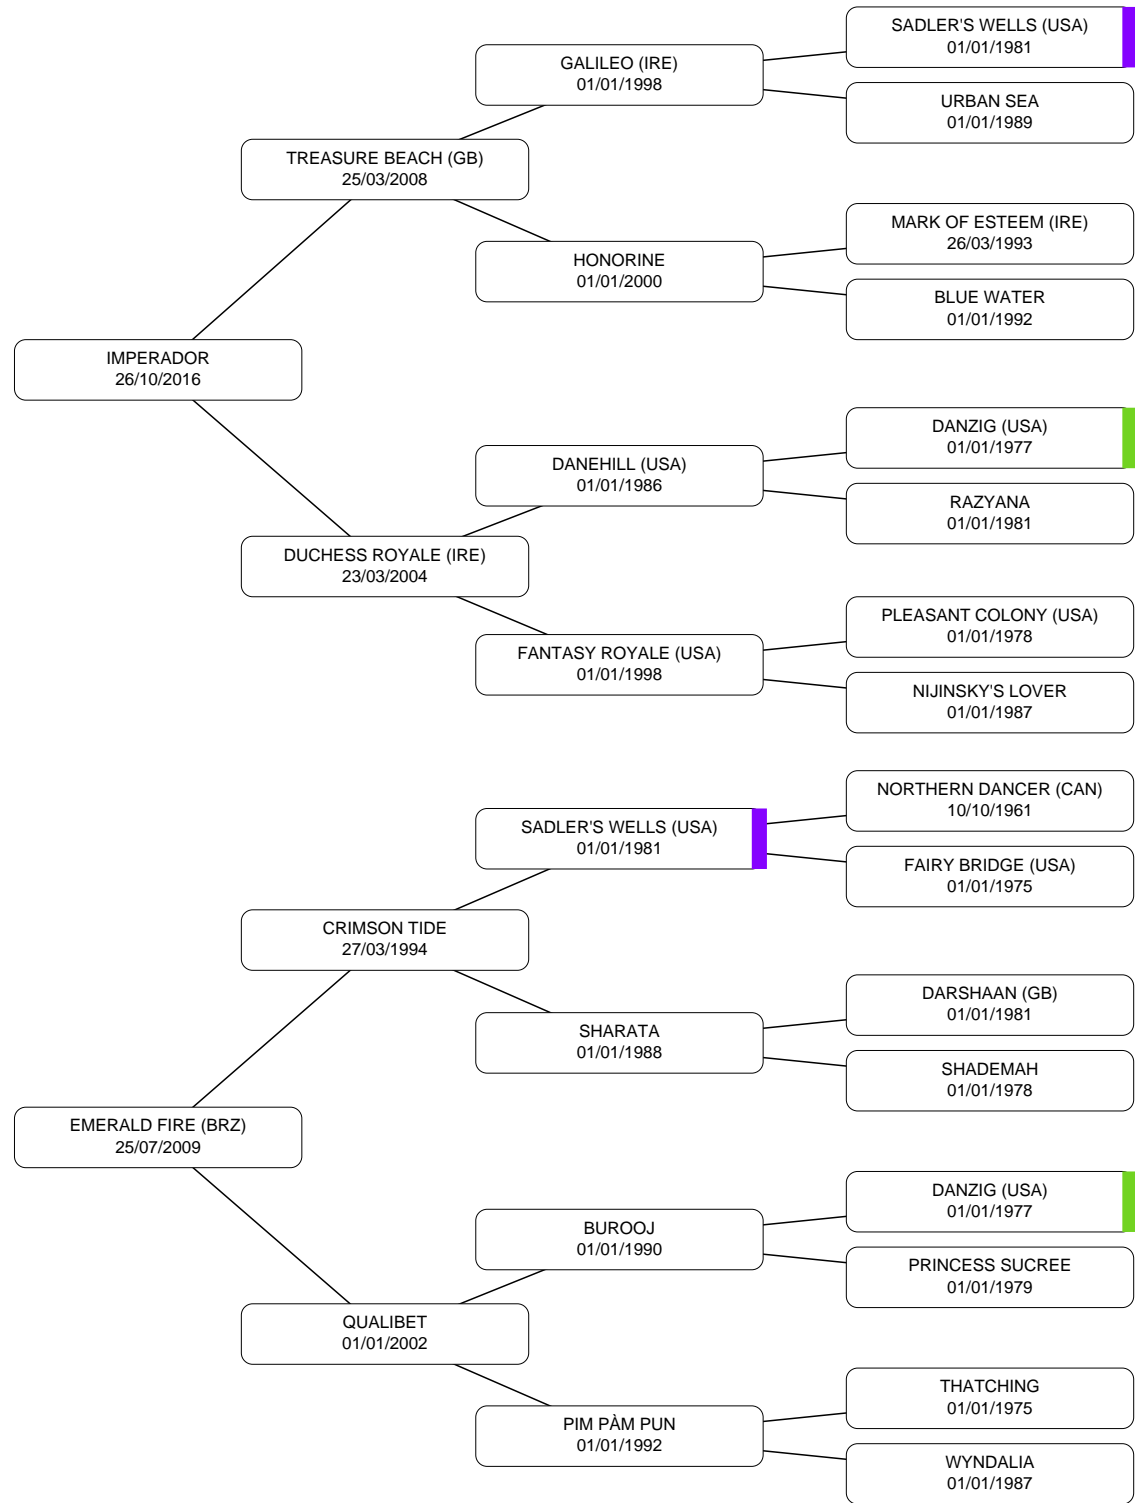 SADLER'S WELLS (USA)
01/01/1981
GALILEO (IRE)
01/01/1998
URBAN SEA
01/01/1989
TREASURE BEACH (GB)
25/03/2008
MARK OF ESTEEM (IRE)
26/03/1993
HONORINE
01/01/2000
BLUE WATER
01/01/1992
IMPERADOR
26/10/2016
DANZIG (USA)
01/01/1977
DANEHILL (USA)
01/01/1986
RAZYANA
01/01/1981
DUCHESS ROYALE (IRE)
23/03/2004
PLEASANT COLONY (USA)
01/01/1978
FANTASY ROYALE (USA)
01/01/1998
NIJINSKY'S LOVER
01/01/1987
NORTHERN DANCER (CAN)
10/10/1961
SADLER'S WELLS (USA)
01/01/1981
FAIRY BRIDGE (USA)
01/01/1975
CRIMSON TIDE
27/03/1994
DARSHAAN (GB)
01/01/1981
SHARATA
01/01/1988
SHADEMAH
01/01/1978
EMERALD FIRE (BRZ)
25/07/2009
DANZIG (USA)
01/01/1977
BUROOJ
01/01/1990
PRINCESS SUCREE
01/01/1979
QUALIBET
01/01/2002
THATCHING
01/01/1975
PIM PÀM PUN
01/01/1992
WYNDALIA
01/01/1987